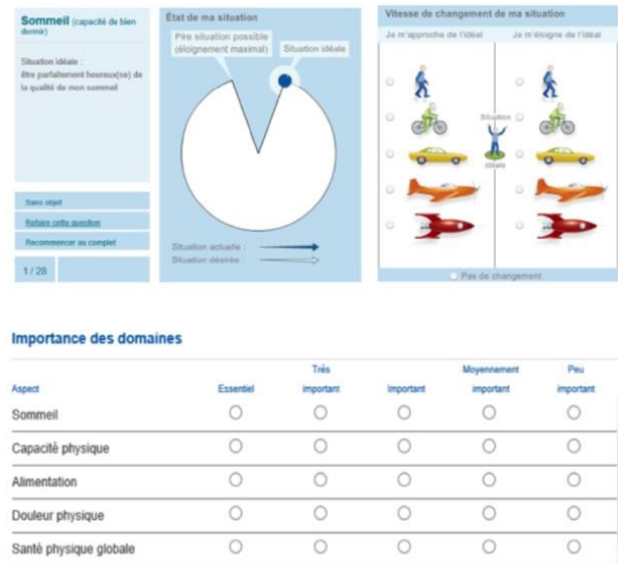 Sommeil (capacité de bien
dormir)
Situation idéale :
être parfaitement heureux(se) de
la qualité de mon sommeil
Sans objet
Refaire cette question
Recommencer au complet
1 / 28
État de ma situation
Pire situation possible
(éloignement maximal)
Situation idéale
Situation actuelle :
Situation désirée :
Vitesse de changement de ma situation
Je m'approche de l'idéal
Je m'éloigne de l'idéal
Situation
idéale
Pas de changement
Importance des domaines
Aspect
Essentiel
Très
important
Important
Moyennement
important
Peu
important
Sommeil
Capacité physique
Alimentation
Douleur physique
Santé physique globale